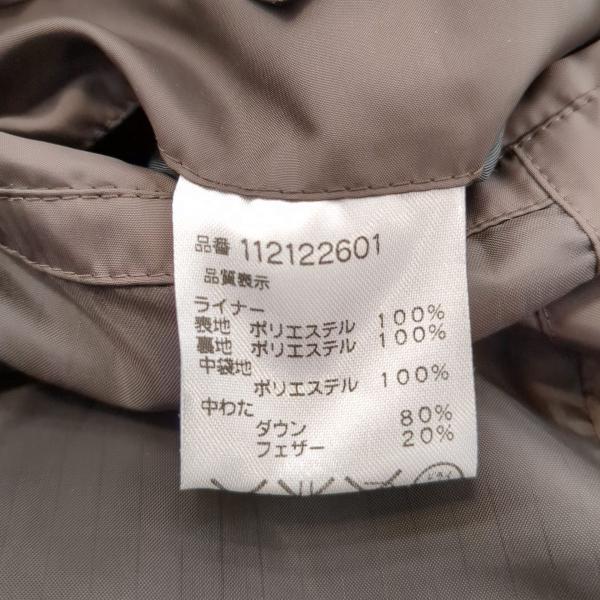 品番 112122601
品質表示
ライナー
表地 ポリエステル 100%
裏地 ポリエステル 100%
中袋地
ポリエステル 100%
中わた
ダウン 80%
フェザー 20%